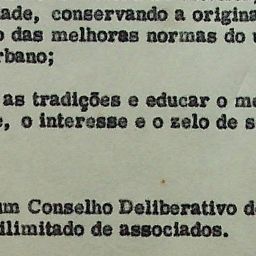 dade, conservando a origina
o das melhoras normas do u
rbano;
as tradições e educar o me
e, o interesse e o zelo de s
um Conselho Deliberativo d
ilimitado de associados.